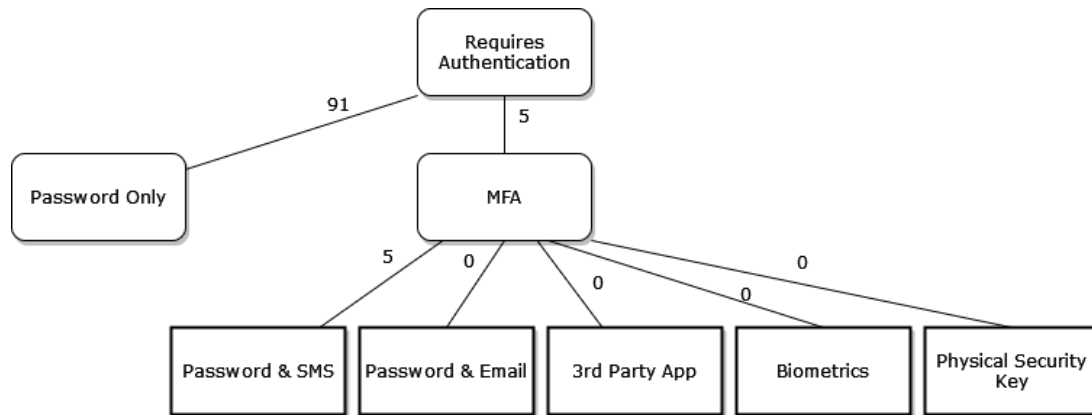 Requires
Authentication
91
5
Password Only
MFA
5
0
0
0
0
Password & SMS
Password & Email
3rd Party App
Biometrics
Physical Security
Key